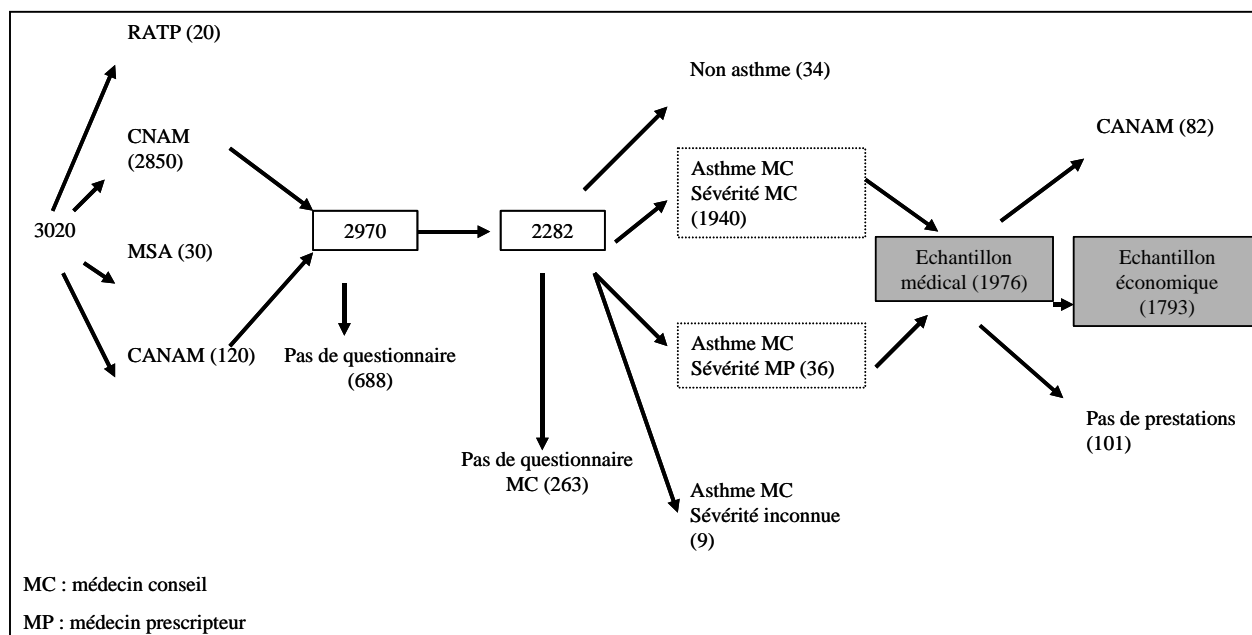 RATP (20)
CNAM
(2850)
3020
MSA (30)
CANAM (120)
2970
Pas de questionnaire
(688)
2282
Pas de questionnaire
MC (263)
Non asthme (34)
Asthme MC
Sévérité MC
(1940)
Asthme MC
Sévérité MP (36)
Asthme MC
Sévérité inconnue
(9)
Echantillon
médical (1976)
CANAM (82)
Echantillon
économique
(1793)
Pas de prestations
(101)
MC : médecin conseil
MP : médecin prescripteur